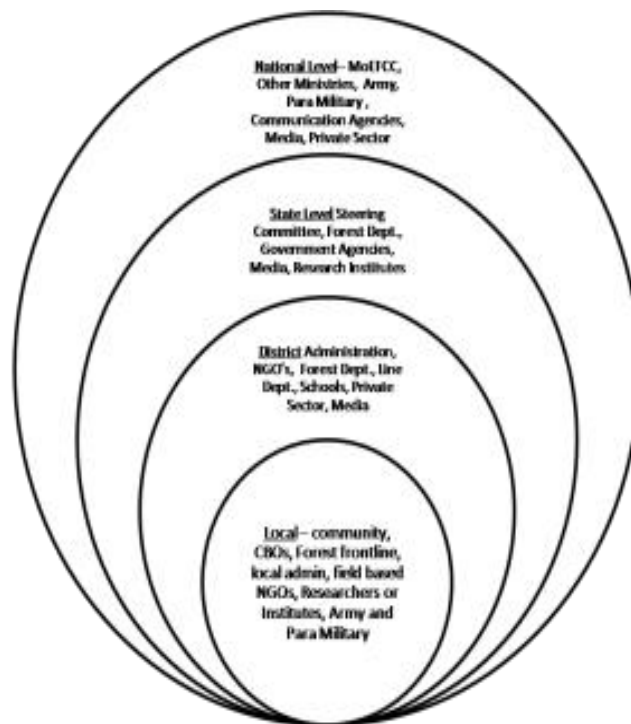 National Level– MoEFCC,
Other Ministries, Army,
Para Military ,
Communication Agencies,
Media, Private Sector
State Level Steering
Committee, Forest Dept.,
Government Agencies,
Media, Research Institutes
District Administration,
NGO's, Forest Dept., Line
Dept., Schools, Private
Sector, Media
Local – community,
CBOs, Forest frontline,
local admin, field based
NGOs, Researchers or
Institutes, Army and
Para Military